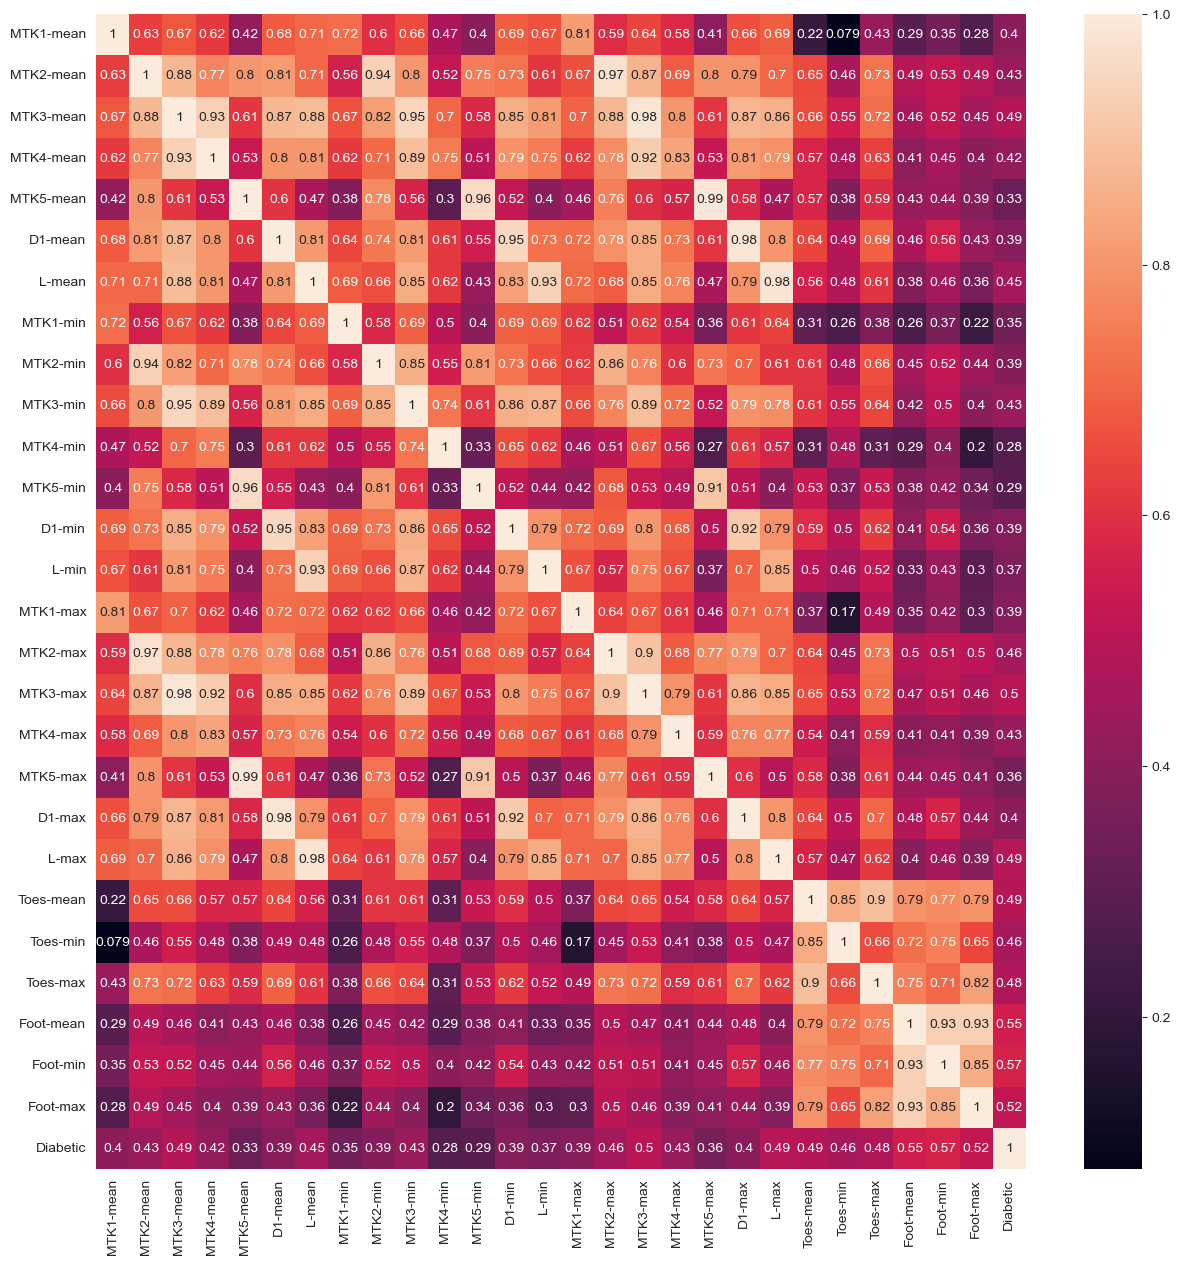 MTK1-mean 1 0.63 0.67 0.62 0.42 0.68 0.71 0.72 0.6 0.66 0.47 0.4 0.69 0.67 0.81 0.59 0.64 0.58 0.41 0.66 0.69 0.22 0.079 0.43 0.29 0.35 0.28 0.4
MTK2-mean 0.63 1 0.88 0.77 0.8 0.81 0.71 0.56 0.94 0.8 0.52 0.75 0.73 0.61 0.67 0.97 0.87 0.69 0.8 0.79 0.7 0.65 0.46 0.73 0.49 0.53 0.49 0.43
MTK3-mean 0.67 0.88 1 0.93 0.61 0.87 0.88 0.67 0.82 0.95 0.7 0.58 0.85 0.81 0.7 0.88 0.98 0.8 0.61 0.87 0.86 0.66 0.55 0.72 0.46 0.52 0.45 0.49
MTK4-mean 0.62 0.77 0.93 1 0.53 0.8 0.81 0.62 0.71 0.89 0.75 0.51 0.79 0.75 0.62 0.78 0.92 0.83 0.53 0.81 0.79 0.57 0.48 0.63 0.41 0.45 0.4 0.42
MTK5-mean 0.42 0.8 0.61 0.53 1 0.6 0.47 0.38 0.78 0.56 0.3 0.96 0.52 0.4 0.46 0.76 0.6 0.57 0.99 0.58 0.47 0.57 0.38 0.59 0.43 0.44 0.39 0.33
D1-mean 0.68 0.81 0.87 0.8 0.6 1 0.81 0.64 0.74 0.81 0.61 0.55 0.95 0.73 0.72 0.78 0.85 0.73 0.61 0.98 0.8 0.64 0.49 0.69 0.46 0.56 0.43 0.39
L-mean 0.71 0.71 0.88 0.81 0.47 0.81 1 0.69 0.66 0.85 0.62 0.43 0.83 0.93 0.72 0.68 0.85 0.76 0.47 0.79 0.98 0.56 0.48 0.61 0.38 0.46 0.36 0.45
MTK1-min 0.72 0.56 0.67 0.62 0.38 0.64 0.69 1 0.58 0.69 0.5 0.4 0.69 0.69 0.62 0.51 0.62 0.54 0.36 0.61 0.64 0.31 0.26 0.38 0.26 0.37 0.22 0.35
MTK2-min 0.6 0.94 0.82 0.71 0.78 0.74 0.66 0.58 1 0.85 0.55 0.81 0.73 0.66 0.62 0.86 0.76 0.6 0.73 0.7 0.61 0.61 0.48 0.66 0.45 0.52 0.44 0.39
MTK3-min 0.66 0.8 0.95 0.89 0.56 0.81 0.85 0.69 0.85 1 0.74 0.61 0.86 0.87 0.66 0.76 0.89 0.72 0.52 0.79 0.78 0.61 0.55 0.64 0.42 0.5 0.4 0.43
MTK4-min 0.47 0.52 0.7 0.75 0.3 0.61 0.62 0.5 0.55 0.74 1 0.33 0.65 0.62 0.46 0.51 0.67 0.56 0.27 0.61 0.57 0.31 0.48 0.31 0.29 0.4 0.2 0.28
MTK5-min 0.4 0.75 0.58 0.51 0.96 0.55 0.43 0.4 0.81 0.61 0.33 1 0.52 0.44 0.42 0.68 0.53 0.49 0.91 0.51 0.4 0.53 0.37 0.53 0.38 0.42 0.34 0.29
D1-min 0.69 0.73 0.85 0.79 0.52 0.95 0.83 0.69 0.73 0.86 0.65 0.52 1 0.79 0.72 0.69 0.8 0.68 0.5 0.92 0.79 0.59 0.5 0.62 0.41 0.54 0.36 0.39
L-min 0.67 0.61 0.81 0.75 0.4 0.73 0.93 0.69 0.66 0.87 0.62 0.44 0.79 1 0.67 0.57 0.75 0.67 0.37 0.7 0.85 0.5 0.46 0.52 0.33 0.43 0.3 0.37
MTK1-max 0.81 0.67 0.7 0.62 0.46 0.72 0.72 0.62 0.62 0.66 0.46 0.42 0.72 0.67 1 0.64 0.67 0.61 0.46 0.71 0.71 0.37 0.17 0.49 0.35 0.42 0.3 0.39
MTK2-max 0.59 0.97 0.88 0.78 0.76 0.78 0.68 0.51 0.86 0.76 0.51 0.68 0.69 0.57 0.64 1 0.9 0.68 0.77 0.79 0.7 0.64 0.45 0.73 0.5 0.51 0.5 0.46
MTK3-max 0.64 0.87 0.98 0.92 0.6 0.85 0.85 0.62 0.76 0.89 0.67 0.53 0.8 0.75 0.67 0.9 1 0.79 0.61 0.86 0.85 0.65 0.53 0.72 0.47 0.51 0.46 0.5
MTK4-max 0.58 0.69 0.8 0.83 0.57 0.73 0.76 0.54 0.6 0.72 0.56 0.49 0.68 0.67 0.61 0.68 0.79 1 0.59 0.76 0.77 0.54 0.41 0.59 0.41 0.41 0.39 0.43
MTK5-max 0.41 0.8 0.61 0.53 0.99 0.61 0.47 0.36 0.73 0.52 0.27 0.91 0.5 0.37 0.46 0.77 0.61 0.59 1 0.6 0.5 0.58 0.38 0.61 0.44 0.45 0.41 0.36
D1-max 0.66 0.79 0.87 0.81 0.58 0.98 0.79 0.61 0.7 0.79 0.61 0.51 0.92 0.7 0.71 0.79 0.86 0.76 0.6 1 0.8 0.64 0.5 0.7 0.48 0.57 0.44 0.4
L-max 0.69 0.7 0.86 0.79 0.47 0.8 0.98 0.64 0.61 0.78 0.57 0.4 0.79 0.85 0.71 0.7 0.85 0.77 0.5 0.8 1 0.57 0.47 0.62 0.4 0.46 0.39 0.49
Toes-mean 0.22 0.65 0.66 0.57 0.57 0.64 0.56 0.31 0.61 0.61 0.31 0.53 0.59 0.5 0.37 0.64 0.65 0.54 0.58 0.64 0.57 1 0.85 0.9 0.79 0.77 0.79 0.49
Toes-min 0.079 0.46 0.55 0.48 0.38 0.49 0.48 0.26 0.48 0.55 0.48 0.37 0.5 0.46 0.17 0.45 0.53 0.41 0.38 0.5 0.47 0.85 1 0.66 0.72 0.75 0.65 0.46
Toes-max 0.43 0.73 0.72 0.63 0.59 0.69 0.61 0.38 0.66 0.64 0.31 0.53 0.62 0.52 0.49 0.73 0.72 0.59 0.61 0.7 0.62 0.9 0.66 1 0.75 0.71 0.82 0.48
Foot-mean 0.29 0.49 0.46 0.41 0.43 0.46 0.38 0.26 0.45 0.42 0.29 0.38 0.41 0.33 0.35 0.5 0.47 0.41 0.44 0.48 0.4 0.79 0.72 0.75 1 0.93 0.93 0.55
Foot-min 0.35 0.53 0.52 0.45 0.44 0.56 0.46 0.37 0.52 0.5 0.4 0.42 0.54 0.43 0.42 0.51 0.51 0.41 0.45 0.57 0.46 0.77 0.75 0.71 0.93 1 0.85 0.57
Foot-max 0.28 0.49 0.45 0.4 0.39 0.43 0.36 0.22 0.44 0.4 0.2 0.34 0.36 0.3 0.3 0.5 0.46 0.39 0.41 0.44 0.39 0.79 0.65 0.82 0.93 0.85 1 0.52
Diabetic 0.4 0.43 0.49 0.42 0.33 0.39 0.45 0.35 0.39 0.43 0.28 0.29 0.39 0.37 0.39 0.46 0.5 0.43 0.36 0.4 0.49 0.49 0.46 0.48 0.55 0.57 0.52 1
MTK1-mean
MTK2-mean
MTK3-mean
MTK4-mean
MTK5-mean
D1-mean
L-mean
MTK1-min
MTK2-min
MTK3-min
MTK4-min
MTK5-min
D1-min
L-min
MTK1-max
MTK2-max
MTK3-max
MTK4-max
MTK5-max
D1-max
L-max
Toes-mean
Toes-min
Toes-max
Foot-mean
Foot-min
Foot-max
Diabetic
1.0
0.8
0.6
0.4
0.2